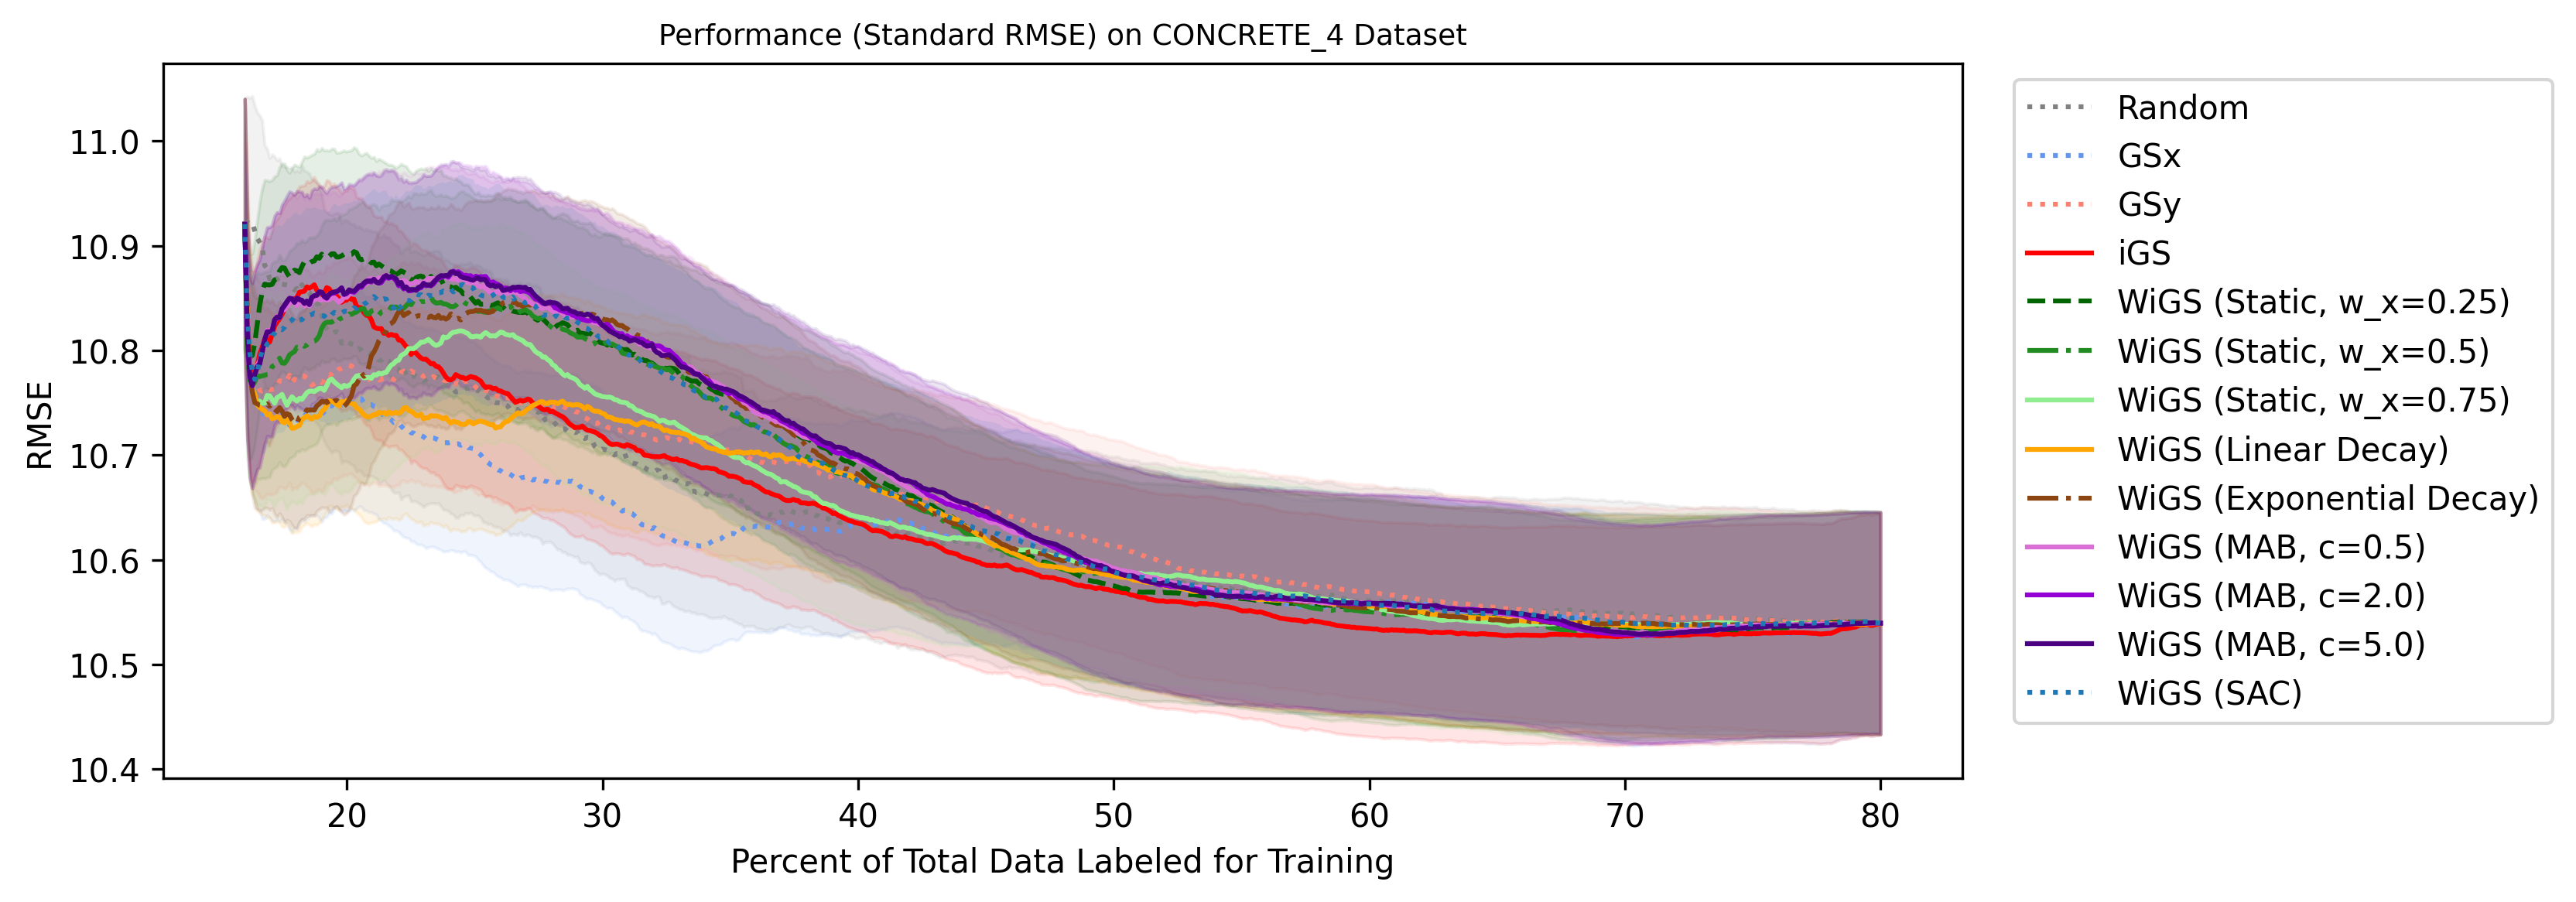 Performance (Standard RMSE) on CONCRETE_4 Dataset
RMSE
11.0
10.9
10.8
10.7
10.6
10.5
10.4
20 30 40 50 60 70 80
Percent of Total Data Labeled for Training
Random
GSx
GSy
iGS
WiGS (Static, w_x=0.25)
WiGS (Static, w_x=0.5)
WiGS (Static, w_x=0.75)
WiGS (Linear Decay)
WiGS (Exponential Decay)
WiGS (MAB, c=0.5)
WiGS (MAB, c=2.0)
WiGS (MAB, c=5.0)
WiGS (SAC)